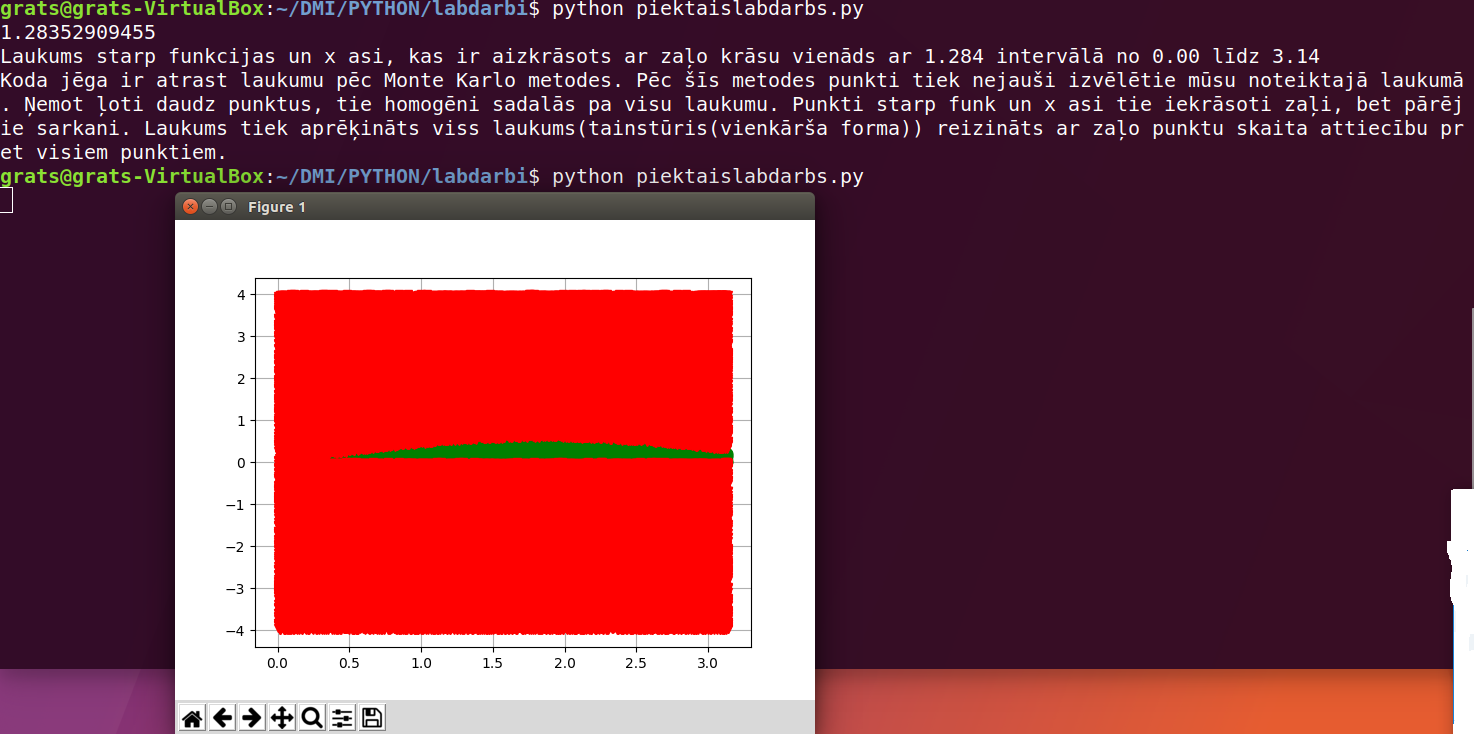 grats@grats-VirtualBox:~/DMI/PYTHON/labdarbi$ python piektaislabdarbs.py
1.28352909455
Laukums starp funkcijas un x asi, kas ir aizkrāsots ar zaļo krāsu vienāds ar 1.284 intervālā no 0.00 līdz 3.14
Koda jēga ir atrast laukumu pēc Monte Karlo metodes. Pēc šīs metodes punkti tiek nejauši izvēlētie mūsu noteiktajā laukumā
. Ņemot ļoti daudz punktus, tie homogēni sadalās pa visu laukumu. Punkti starp funk un x asi tie iekrāsoti zaļi, bet pārēj
ie sarkani. Laukums tiek aprēķināts viss laukums(tainstūris(vienkārša forma)) reizināts ar zaļo punktu skaita attiecību pr
et visiem punktiem.
grats@grats-VirtualBox:~/DMI/PYTHON/labdarbi$ python piektaislabdarbs.py
Figure 1
4
3
2
1
0
−1
−2
−3
−4
0.0 0.5 1.0 1.5 2.0 2.5 3.0